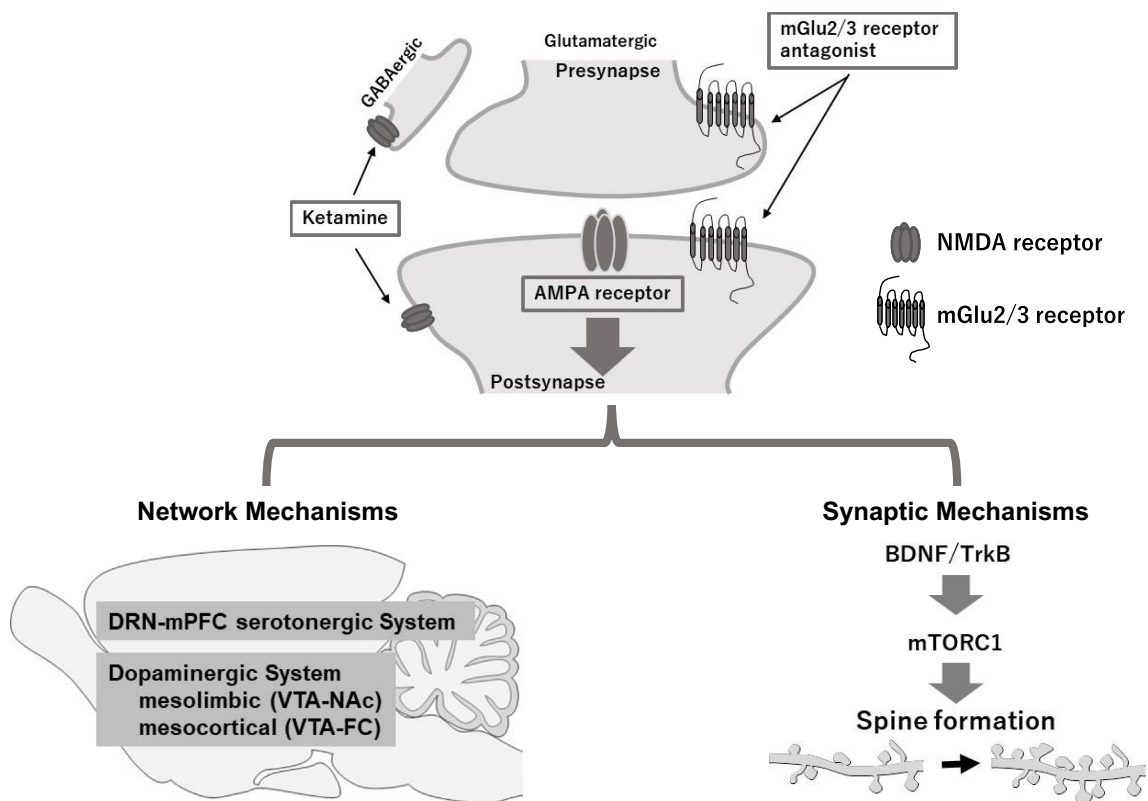 GABAergic
Glutamatergic
Presynapse
mGlu2/3 receptor
antagonist
Ketamine
AMPA receptor
Postsynapse
NMDA receptor
mGlu2/3 receptor
Network Mechanisms
DRN-mPFC serotonergic System
Dopaminergic System
mesolimbic (VTA-NAc)
mesocortical (VTA-FC)
Synaptic Mechanisms
BDNF/TrkB
mTORC1
Spine formation